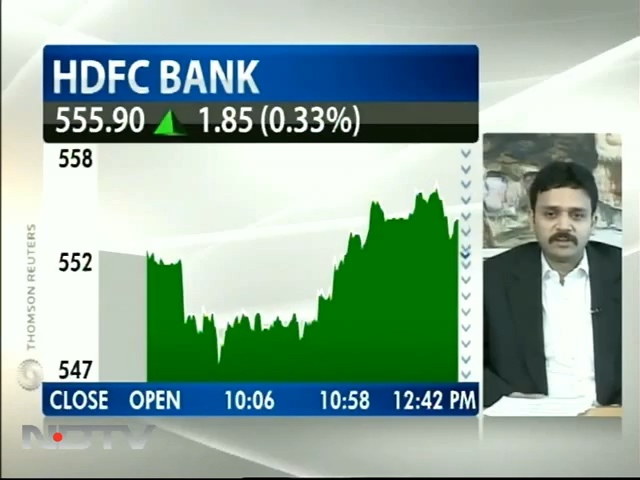 HDFC BANK
555.90 1.85 (0.33%)
558
552
547
CLOSE OPEN 10:06 10:58 12:42 PM
THOMSON REUTERS
NDTV